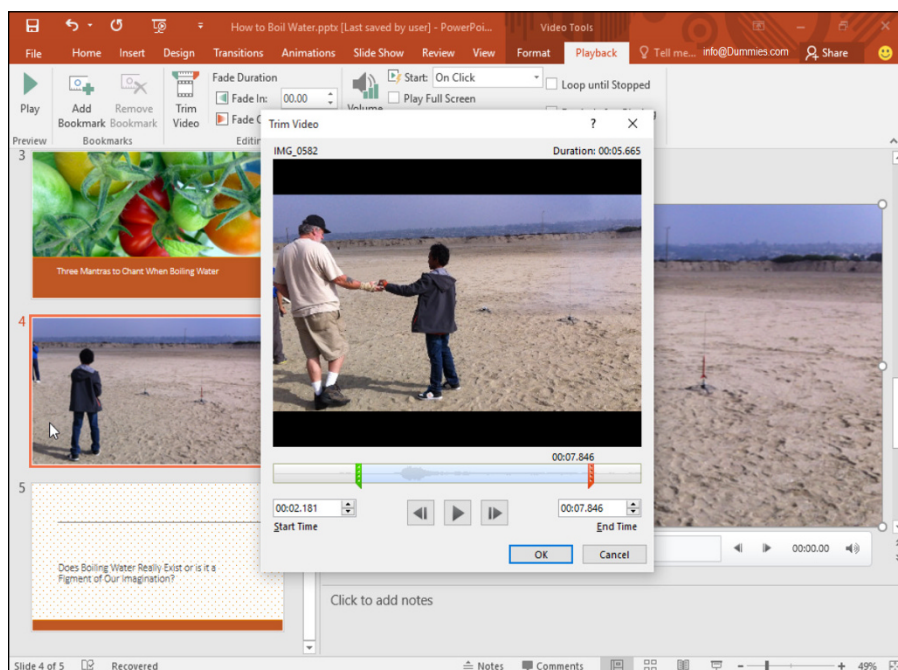 How to Boil Water.pptx [Last saved by user] - PowerPoi...
Video Tools
File Home Insert Design Transitions Animations Slide Show Review View Format Playback Tell me... info@Dummies.com Share
Play
Add Bookmark
Remove Bookmark
Trim Video
Fade Duration
Fade In: 00.00
Volume
Start: On Click
Play Full Screen
Loop until Stopped
Preview
Bookmarks
3
Three Mantras to Chant When Boiling Water
4
5
Does Boiling Water Really Exist or is it a
Figment of Our Imagination?
Trim Video
?
IMG_0582
Duration: 00:05.665
00:07.846
00:02.181
00:07.846
Start Time
End Time
OK
Cancel
00:00.00
Click to add notes
Slide 4 of 5
Recovered
Notes
Comments
49%